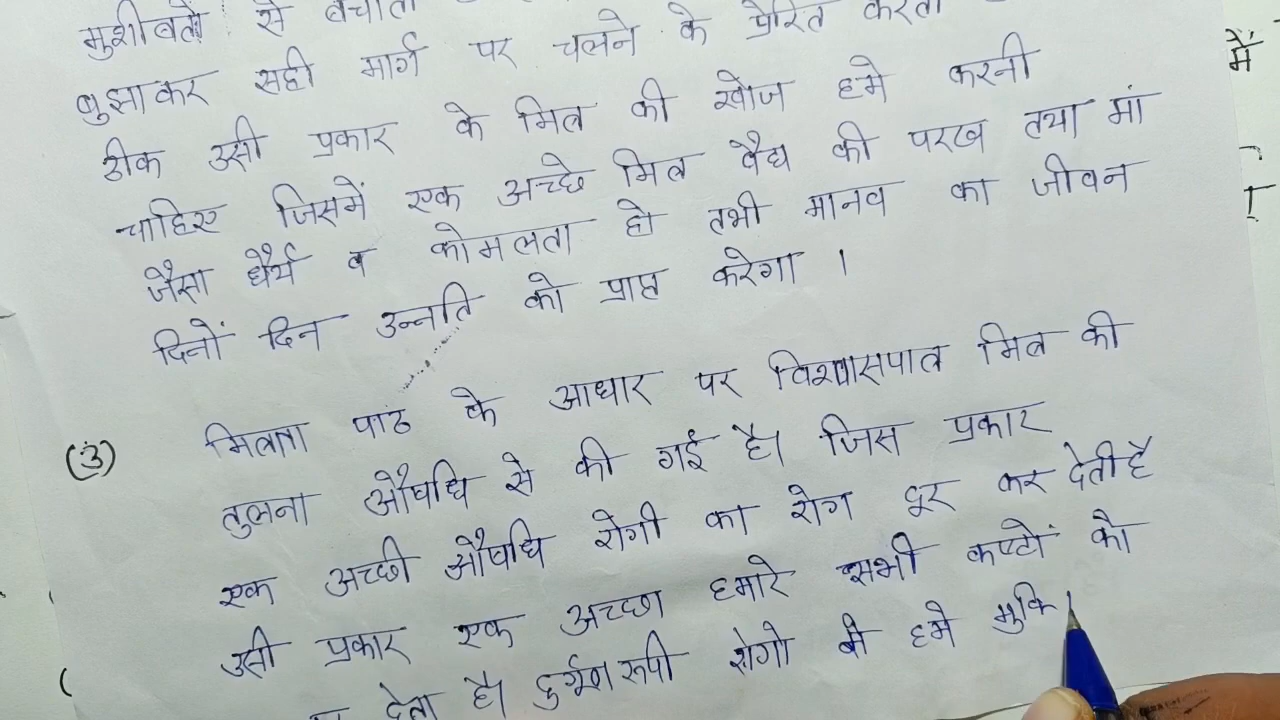 मुशीबतों से बचाता
बुझाकर सही मार्ग पर चलने के प्रेरित करता
ठीक उसी प्रकार के मित्र की खोज हमे करनी
चाहिए जिसमें एक अच्छे मित्र वैद्य की परख तथा मां
जैसा धैर्य व कोमलता हो तभी मानव का जीवन
दिनों दिन उन्नति को प्राप्त करेगा ।
(3) मित्रता पाठ के आधार पर विश्वासपात्र मित्र की
तुलना औषधि से की गई है। जिस प्रकार
एक अच्छी औषधि रोगी का रोग दूर कर देती है
उसी प्रकार एक अच्छा हमारे सभी कष्टों को
देता है। दुर्गुण रूपी रोगो से हमे मुक्ति
में